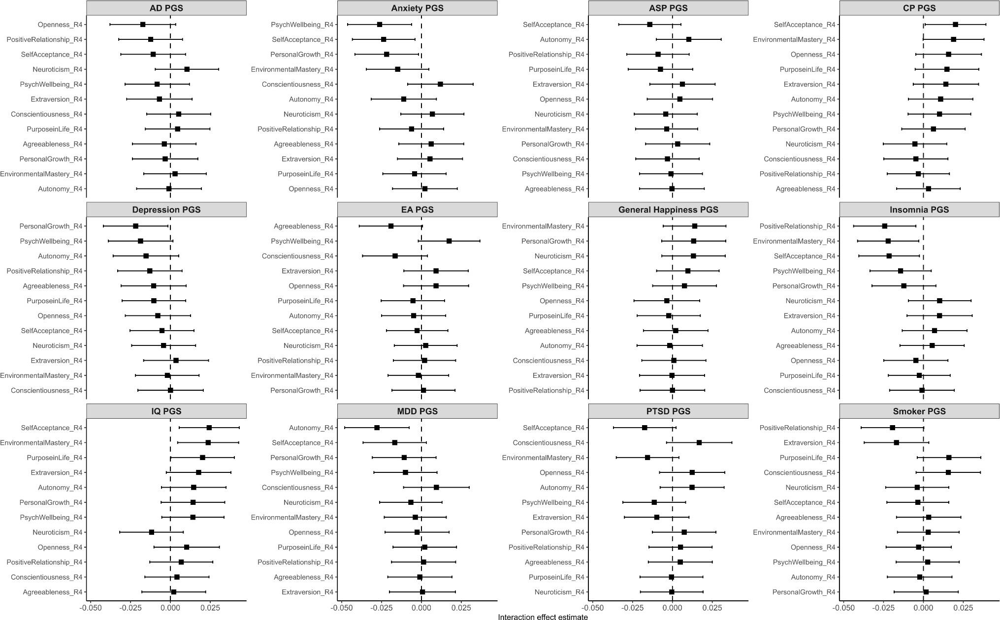 AD PGS
Openness_R4
PositiveRelationship_R4
SelfAcceptance_R4
Neuroticism_R4
PsychWellbeing_R4
Extraversion_R4
Conscientiousness_R4
PurposeinLife_R4
Agreeableness_R4
PersonalGrowth_R4
EnvironmentalMastery_R4
Autonomy_R4
Anxiety PGS
PsychWellbeing_R4
SelfAcceptance_R4
PersonalGrowth_R4
EnvironmentalMastery_R4
Conscientiousness_R4
Autonomy_R4
Neuroticism_R4
PositiveRelationship_R4
Agreeableness_R4
Extraversion_R4
PurposeinLife_R4
Openness_R4
ASP PGS
SelfAcceptance_R4
Autonomy_R4
PositiveRelationship_R4
PurposeinLife_R4
Extraversion_R4
Openness_R4
Neuroticism_R4
EnvironmentalMastery_R4
PersonalGrowth_R4
Conscientiousness_R4
PsychWellbeing_R4
Agreeableness_R4
CP PGS
SelfAcceptance_R4
EnvironmentalMastery_R4
Openness_R4
PurposeinLife_R4
Extraversion_R4
Autonomy_R4
PsychWellbeing_R4
PersonalGrowth_R4
Neuroticism_R4
Conscientiousness_R4
PositiveRelationship_R4
Agreeableness_R4
Depression PGS
PersonalGrowth_R4
PsychWellbeing_R4
Autonomy_R4
PositiveRelationship_R4
Agreeableness_R4
PurposeinLife_R4
Openness_R4
SelfAcceptance_R4
Neuroticism_R4
Extraversion_R4
EnvironmentalMastery_R4
Conscientiousness_R4
EA PGS
Agreeableness_R4
PsychWellbeing_R4
Conscientiousness_R4
Extraversion_R4
Openness_R4
PurposeinLife_R4
Autonomy_R4
SelfAcceptance_R4
Neuroticism_R4
PositiveRelationship_R4
EnvironmentalMastery_R4
PersonalGrowth_R4
General Happiness PGS
EnvironmentalMastery_R4
PersonalGrowth_R4
Neuroticism_R4
SelfAcceptance_R4
PsychWellbeing_R4
Openness_R4
PurposeinLife_R4
Agreeableness_R4
Autonomy_R4
Conscientiousness_R4
Extraversion_R4
PositiveRelationship_R4
Insomnia PGS
PositiveRelationship_R4
EnvironmentalMastery_R4
SelfAcceptance_R4
PsychWellbeing_R4
PersonalGrowth_R4
Neuroticism_R4
Extraversion_R4
Autonomy_R4
Agreeableness_R4
Openness_R4
PurposeinLife_R4
Conscientiousness_R4
IQ PGS
SelfAcceptance_R4
EnvironmentalMastery_R4
PurposeinLife_R4
Extraversion_R4
Autonomy_R4
PersonalGrowth_R4
PsychWellbeing_R4
Neuroticism_R4
Openness_R4
PositiveRelationship_R4
Conscientiousness_R4
Agreeableness_R4
-0.050 -0.025 0.000 0.025
MDD PGS
Autonomy_R4
SelfAcceptance_R4
PersonalGrowth_R4
PsychWellbeing_R4
Conscientiousness_R4
Neuroticism_R4
EnvironmentalMastery_R4
Openness_R4
PurposeinLife_R4
PositiveRelationship_R4
Agreeableness_R4
Extraversion_R4
-0.050 -0.025 0.000 0.025
PTSD PGS
SelfAcceptance_R4
Conscientiousness_R4
EnvironmentalMastery_R4
Openness_R4
Autonomy_R4
PsychWellbeing_R4
Extraversion_R4
PersonalGrowth_R4
PositiveRelationship_R4
Agreeableness_R4
PurposeinLife_R4
Neuroticism_R4
-0.050 -0.025 0.000 0.025
Smoker PGS
PositiveRelationship_R4
Extraversion_R4
PurposeinLife_R4
Conscientiousness_R4
Neuroticism_R4
SelfAcceptance_R4
Agreeableness_R4
EnvironmentalMastery_R4
Openness_R4
PsychWellbeing_R4
Autonomy_R4
PersonalGrowth_R4
-0.050 -0.025 0.000 0.025
Interaction effect estimate